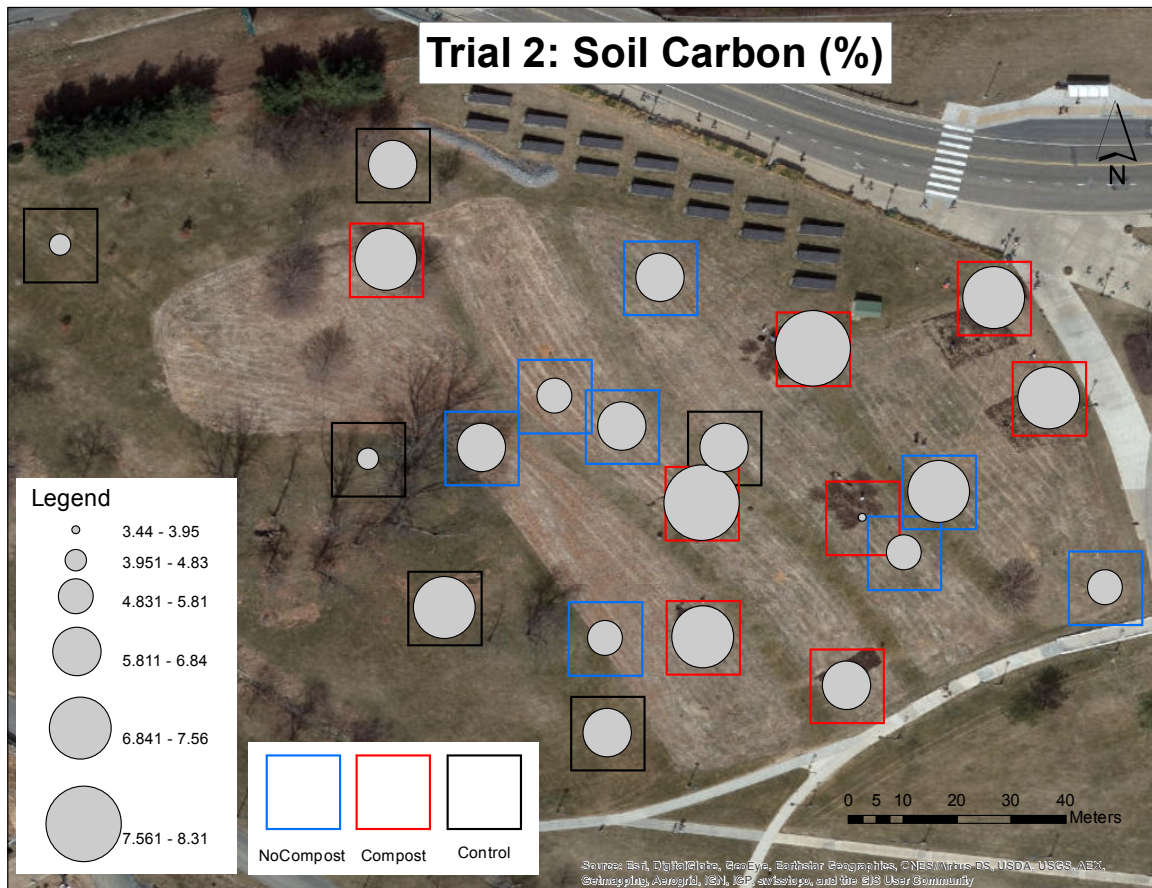 Trial 2: Soil Carbon (%)
N
Legend
3.44 - 3.95
3.951 - 4.83
4.831 - 5.81
5.811 - 6.84
6.841 - 7.56
7.561 - 8.31
NoCompost Compost Control
0 5 10 20 30 40
Meters
Source: Esri, DigitalGlobe, GeoEye, Earthstar Geographics, CNES/Airbus DS, USDA, USGS, AEX,
Getmapping, Aerogrid, IGN, IGP, swisstopo, and the GIS User Community